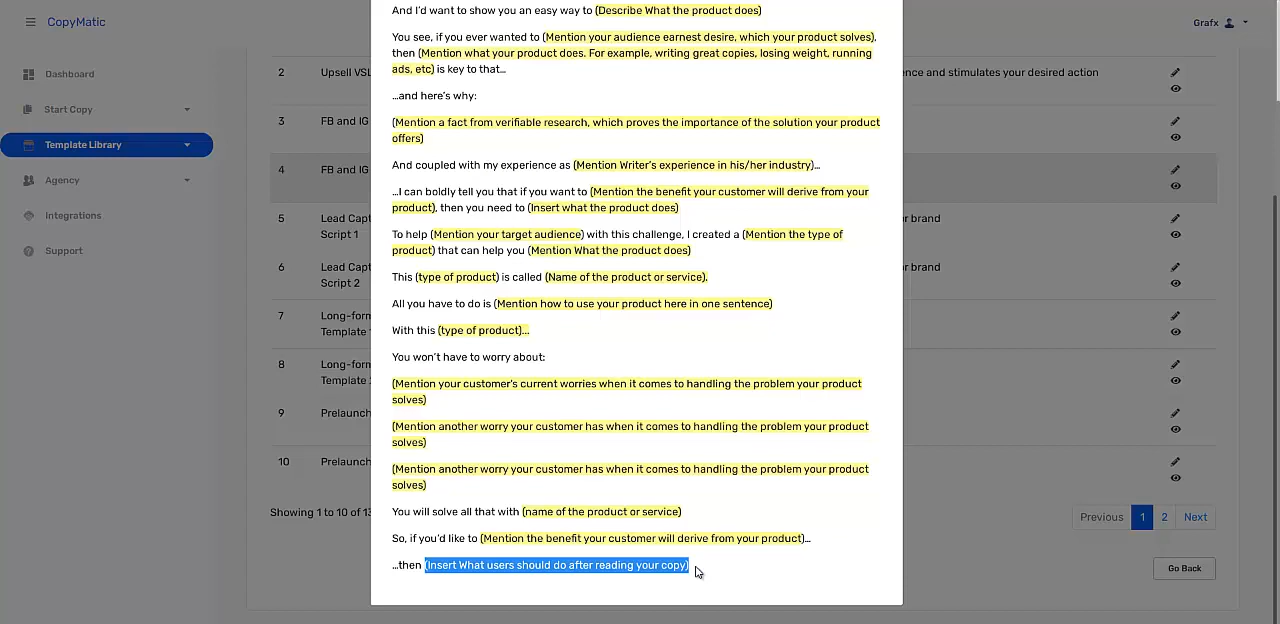 CopyMatic
Grafx
Dashboard
Start Copy
Template Library
Agency
Integrations
Support
2 Upsell VSL
ence and stimulates your desired action
3 FB and IG
4 FB and IG
5 Lead Capt
Script 1
r brand
6 Lead Capt
Script 2
r brand
7 Long-form
Template
8 Long-form
Template
9 Prelaunch
10 Prelaunch
Showing 1 to 10 of 13
Previous 1 2 Next
Go Back
And I'd want to show you an easy way to (Describe What the product does)
You see, if you ever wanted to (Mention your audience earnest desire, which your product solves),
then (Mention what your product does. For example, writing great copies, losing weight, running
ads, etc) is key to that…
…and here's why:
(Mention a fact from verifiable research, which proves the importance of the solution your product
offers)
And coupled with my experience as (Mention Writer's experience in his/her industry)…
…I can boldly tell you that if you want to (Mention the benefit your customer will derive from your
product), then you need to (Insert what the product does)
To help (Mention your target audience) with this challenge, I created a (Mention the type of
product) that can help you (Mention What the product does)
This (type of product) is called (Name of the product or service).
All you have to do is (Mention how to use your product here in one sentence)
With this (type of product)…
You won't have to worry about:
(Mention your customer's current worries when it comes to handling the problem your product
solves)
(Mention another worry your customer has when it comes to handling the problem your product
solves)
(Mention another worry your customer has when it comes to handling the problem your product
solves)
You will solve all that with (name of the product or service)
So, if you'd like to (Mention the benefit your customer will derive from your product)…
…then (Insert What users should do after reading your copy)